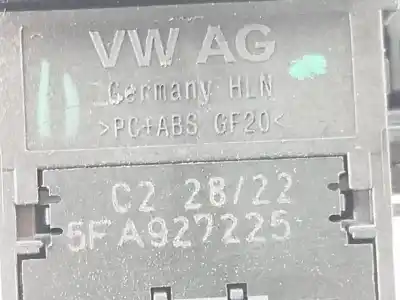 VW AG
Germany HLN
>PC+ABS GF20<
C2 28/22
5FA927225